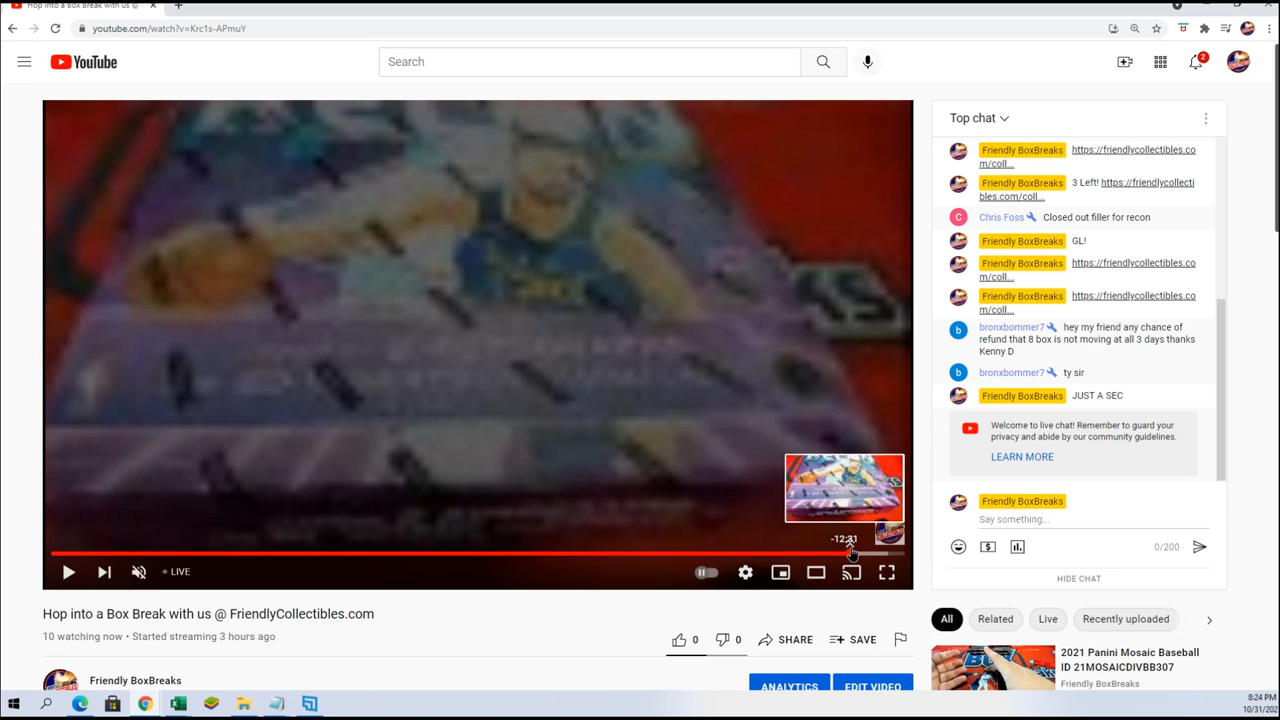 Hop into a Box Break with us @
youtube.com/watch?v=Krc1s-APmuY
YouTube
Search
2
-12:31
LIVE
Hop into a Box Break with us @ FriendlyCollectibles.com
10 watching now • Started streaming 3 hours ago
0
0
SHARE
SAVE
Friendly BoxBreaks
ANALYTICS
EDIT VIDEO
Top chat
Friendly BoxBreaks https://friendlycollectibles.co
m/coll...
Friendly BoxBreaks 3 Left! https://friendlycollecti
bles.com/coll...
C
Chris Foss Closed out filler for recon
Friendly BoxBreaks GL!
Friendly BoxBreaks https://friendlycollectibles.co
m/coll...
Friendly BoxBreaks https://friendlycollectibles.co
m/coll...
b
bronxbommer7 hey my friend any chance of
refund that 8 box is not moving at all 3 days thanks
Kenny D
b
bronxbommer7 ty sir
Friendly BoxBreaks JUST A SEC
Welcome to live chat! Remember to guard your
privacy and abide by our community guidelines.
LEARN MORE
Friendly BoxBreaks
Say something...
0/200
HIDE CHAT
All
Related
Live
Recently uploaded
2021 Panini Mosaic Baseball
ID 21MOSAICDIVBB307
Friendly BoxBreaks
8:24 PM
10/31/202